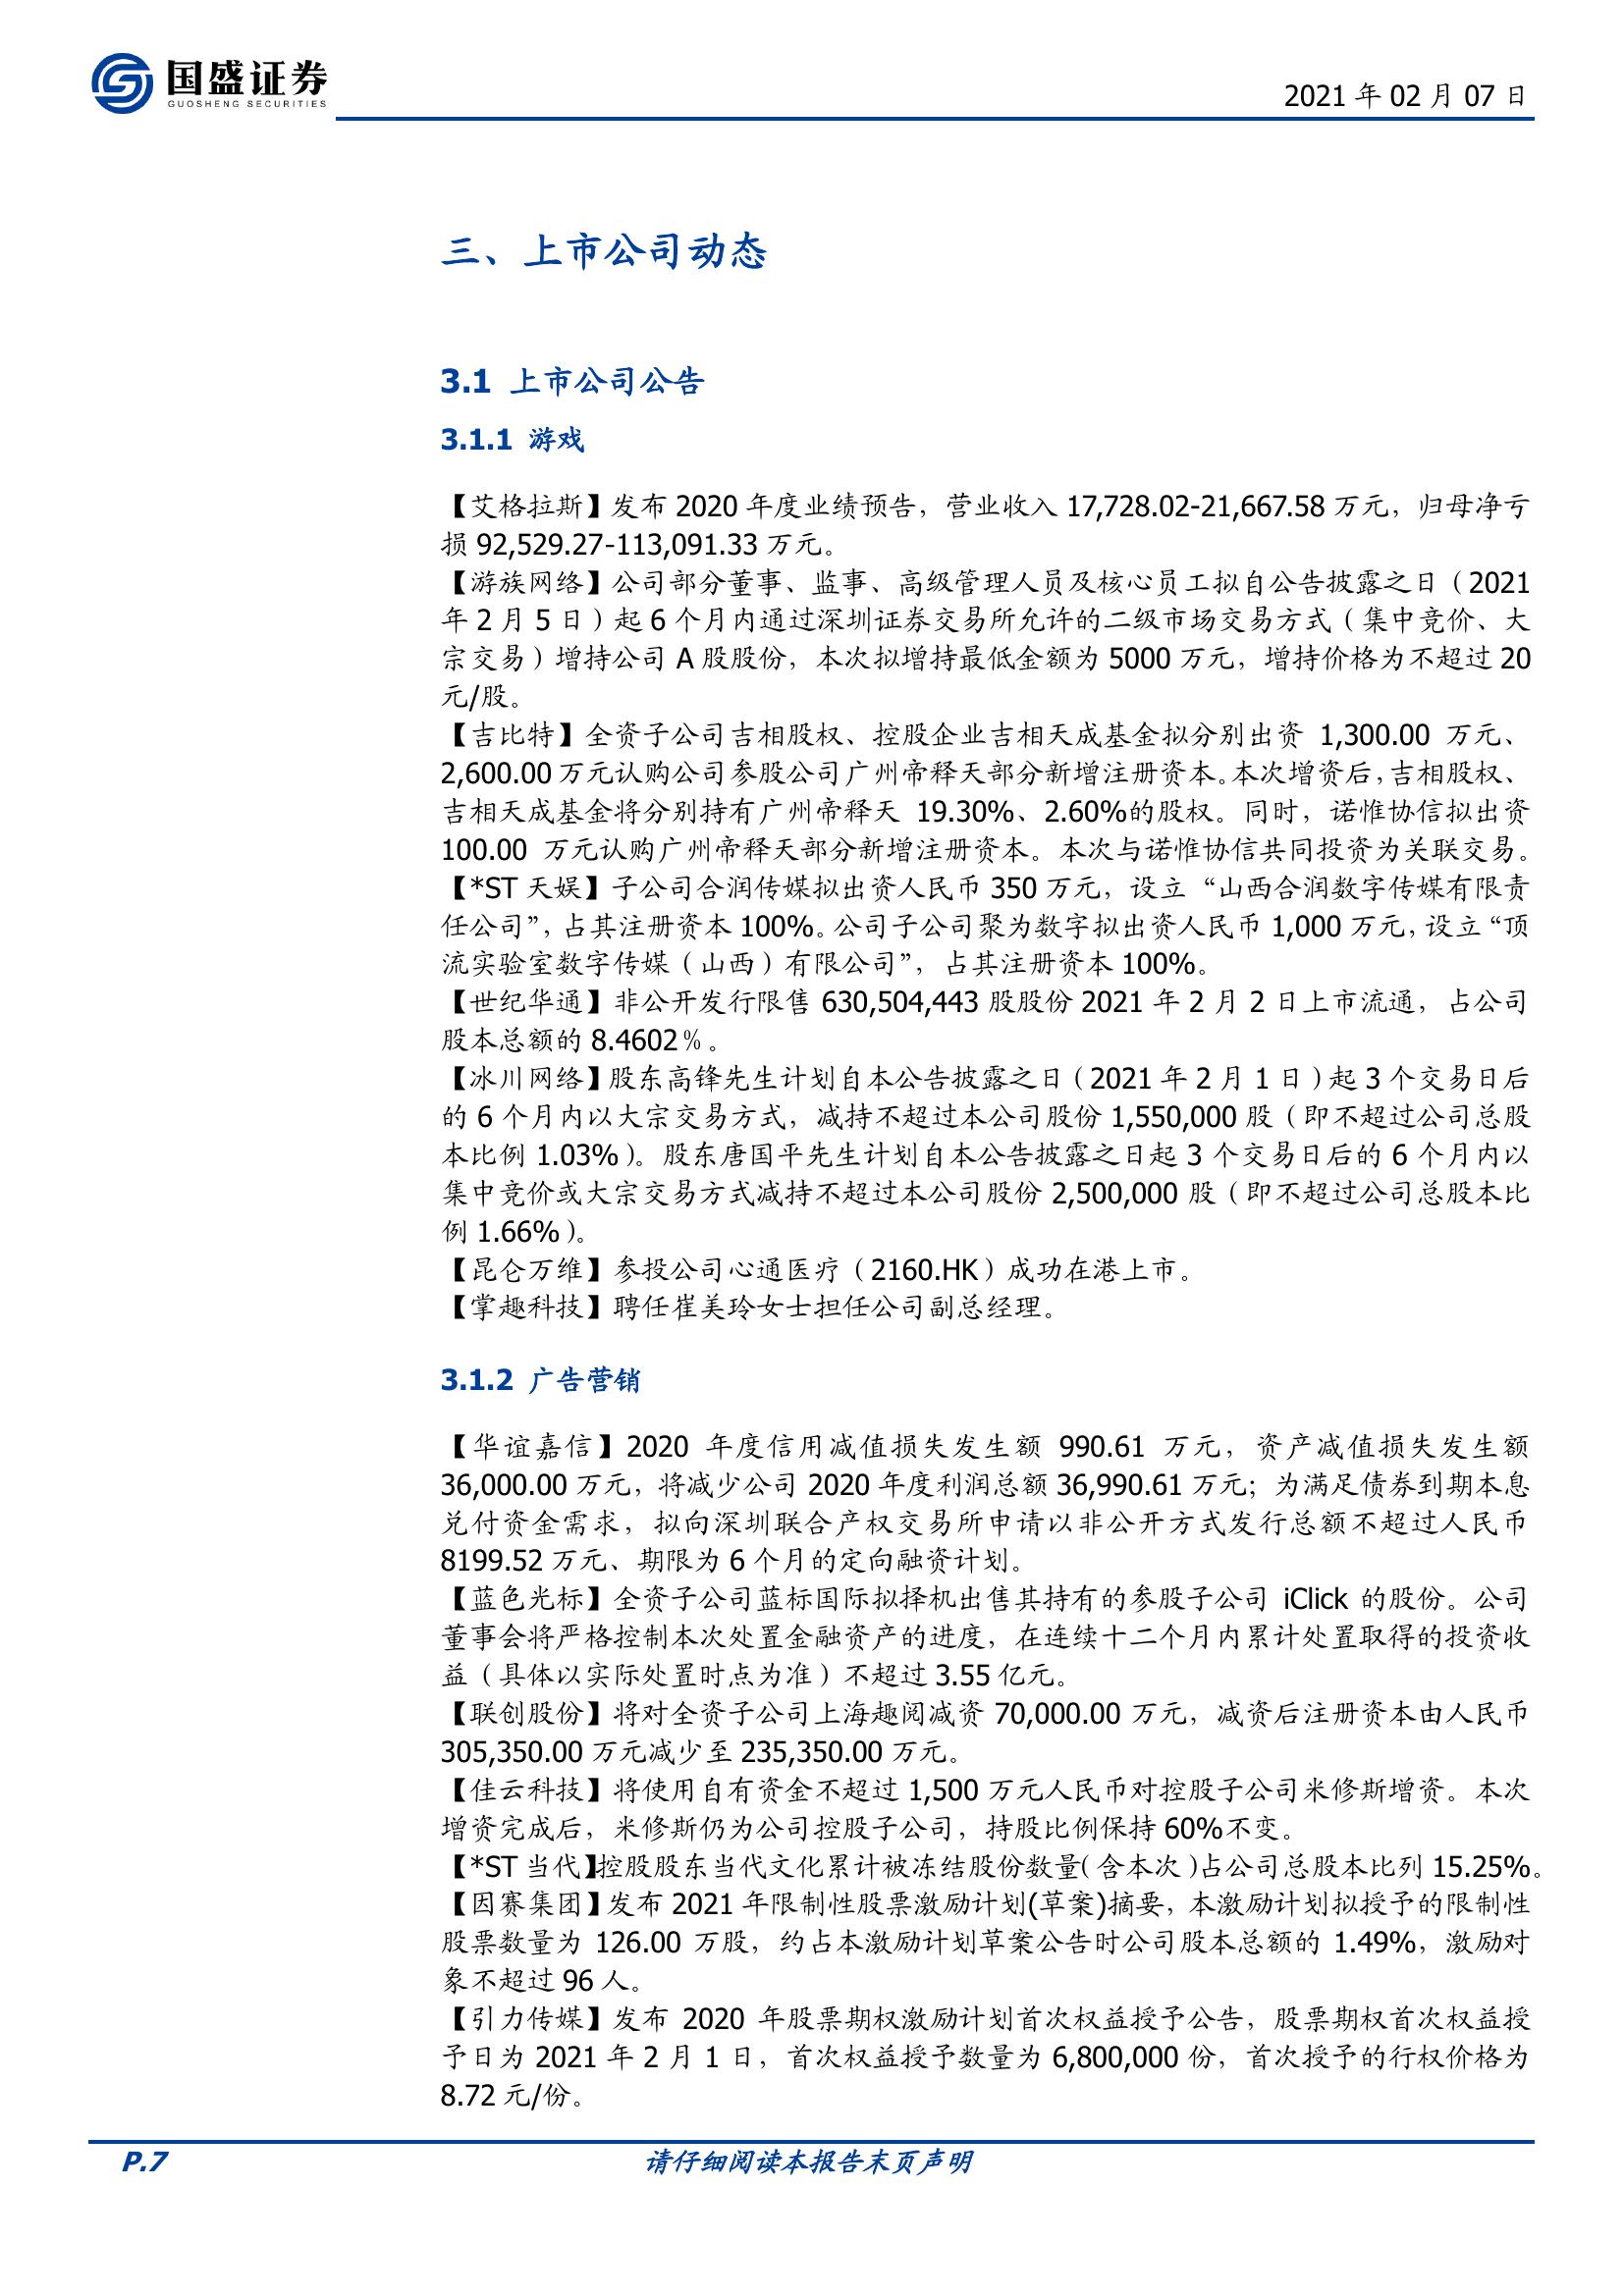 国盛证券
GUOSHENG SECURITIES
2021 年 02 月 07 日
三、上市公司动态
3.1 上市公司公告
3.1.1 游戏
【艾格拉斯】发布 2020 年度业绩预告，营业收入 17,728.02-21,667.58 万元，归母净亏
损 92,529.27-113,091.33 万元。
【游族网络】公司部分董事、监事、高级管理人员及核心员工拟自公告披露之日（2021
年 2 月 5 日）起 6 个月内通过深圳证券交易所允许的二级市场交易方式（集中竞价、大
宗交易）增持公司 A 股股份，本次拟增持最低金额为 5000 万元，增持价格为不超过 20
元/股。
【吉比特】全资子公司吉相股权、控股企业吉相天成基金拟分别出资 1,300.00 万元、
2,600.00 万元认购公司参股公司广州帝释天部分新增注册资本。本次增资后，吉相股权、
吉相天成基金将分别持有广州帝释天 19.30%、2.60%的股权。同时，诺惟协信拟出资
100.00 万元认购广州帝释天部分新增注册资本。本次与诺惟协信共同投资为关联交易。
【*ST 天娱】子公司合润传媒拟出资人民币 350 万元，设立“山西合润数字传媒有限责
任公司”，占其注册资本 100%。公司子公司聚为数字拟出资人民币 1,000 万元，设立“顶
流实验室数字传媒（山西）有限公司”，占其注册资本 100%。
【世纪华通】非公开发行限售 630,504,443 股股份 2021 年 2 月 2 日上市流通，占公司
股本总额的 8.4602％。
【冰川网络】股东高锋先生计划自本公告披露之日（2021 年 2 月 1 日）起 3 个交易日后
的 6 个月内以大宗交易方式，减持不超过本公司股份 1,550,000 股（即不超过公司总股
本比例 1.03%）。股东唐国平先生计划自本公告披露之日起 3 个交易日后的 6 个月内以
集中竞价或大宗交易方式减持不超过本公司股份 2,500,000 股（即不超过公司总股本比
例 1.66%）。
【昆仑万维】参投公司心通医疗（2160.HK）成功在港上市。
【掌趣科技】聘任崔美玲女士担任公司副总经理。
3.1.2 广告营销
【华谊嘉信】2020 年度信用减值损失发生额 990.61 万元，资产减值损失发生额
36,000.00 万元，将减少公司 2020 年度利润总额 36,990.61 万元；为满足债券到期本息
兑付资金需求，拟向深圳联合产权交易所申请以非公开方式发行总额不超过人民币
8199.52 万元、期限为 6 个月的定向融资计划。
【蓝色光标】全资子公司蓝标国际拟择机出售其持有的参股子公司 iClick 的股份。公司
董事会将严格控制本次处置金融资产的进度，在连续十二个月内累计处置取得的投资收
益（具体以实际处置时点为准）不超过 3.55 亿元。
【联创股份】将对全资子公司上海趣阅减资 70,000.00 万元，减资后注册资本由人民币
305,350.00 万元减少至 235,350.00 万元。
【佳云科技】将使用自有资金不超过 1,500 万元人民币对控股子公司米修斯增资。本次
增资完成后，米修斯仍为公司控股子公司，持股比例保持 60%不变。
【*ST 当代】控股股东当代文化累计被冻结股份数量（含本次）占公司总股本比列 15.25%。
【因赛集团】发布 2021 年限制性股票激励计划(草案)摘要，本激励计划拟授予的限制性
股票数量为 126.00 万股，约占本激励计划草案公告时公司股本总额的 1.49%，激励对
象不超过 96 人。
【引力传媒】发布 2020 年股票期权激励计划首次权益授予公告，股票期权首次权益授
予日为 2021 年 2 月 1 日，首次权益授予数量为 6,800,000 份，首次授予的行权价格为
8.72 元/份。
P.7
请仔细阅读本报告末页声明